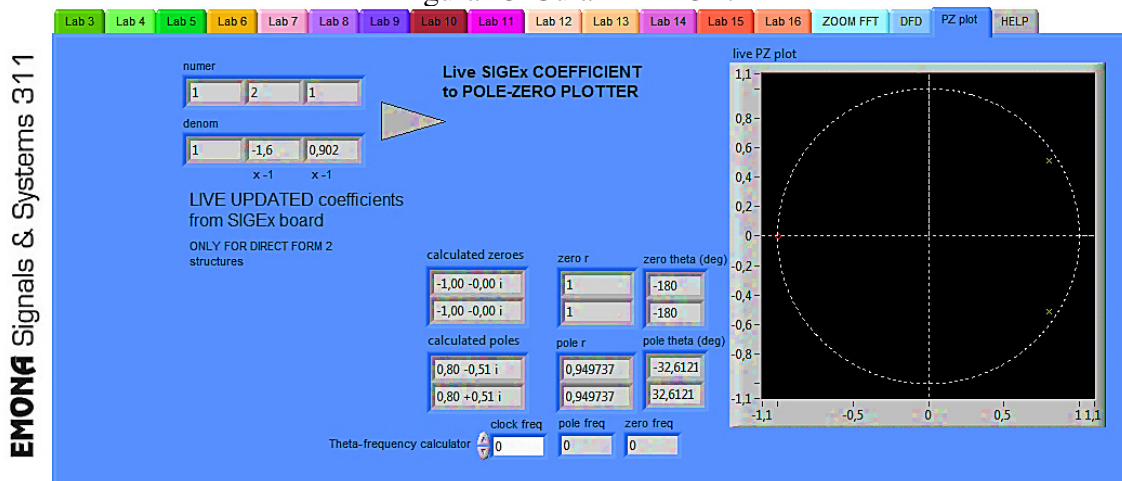 Lab 3 Lab 4 Lab 5 Lab 6 Lab 7 Lab 8 Lab 9 Lab 10 Lab 11 Lab 12 Lab 13 Lab 14 Lab 15 Lab 16 ZOOM FFT DFD PZ plot HELP
EMONA Signals & Systems 311
numer
1 2 1
denom
1 -1,6 0,902
x -1 x -1
LIVE UPDATED coefficients
from SIGEx board
ONLY FOR DIRECT FORM 2
structures
Live SIGEx COEFFICIENT
to POLE-ZERO PLOTTER
calculated zeroes zero r zero theta (deg)
-1,00 -0,00 i 1 -180
-1,00 -0,00 i 1 -180
calculated poles pole r pole theta (deg)
0,80 -0,51 i 0,949737 -32,6121
0,80 +0,51 i 0,949737 32,6121
clock freq pole freq zero freq
Theta-frequency calculator 0 0 0
live PZ plot
1,1
0,8
0,6
0,4
0,2
0
-0,2
-0,4
-0,6
-0,8
-1,1
-1,1 -0,5 0 0,5 1 1,1